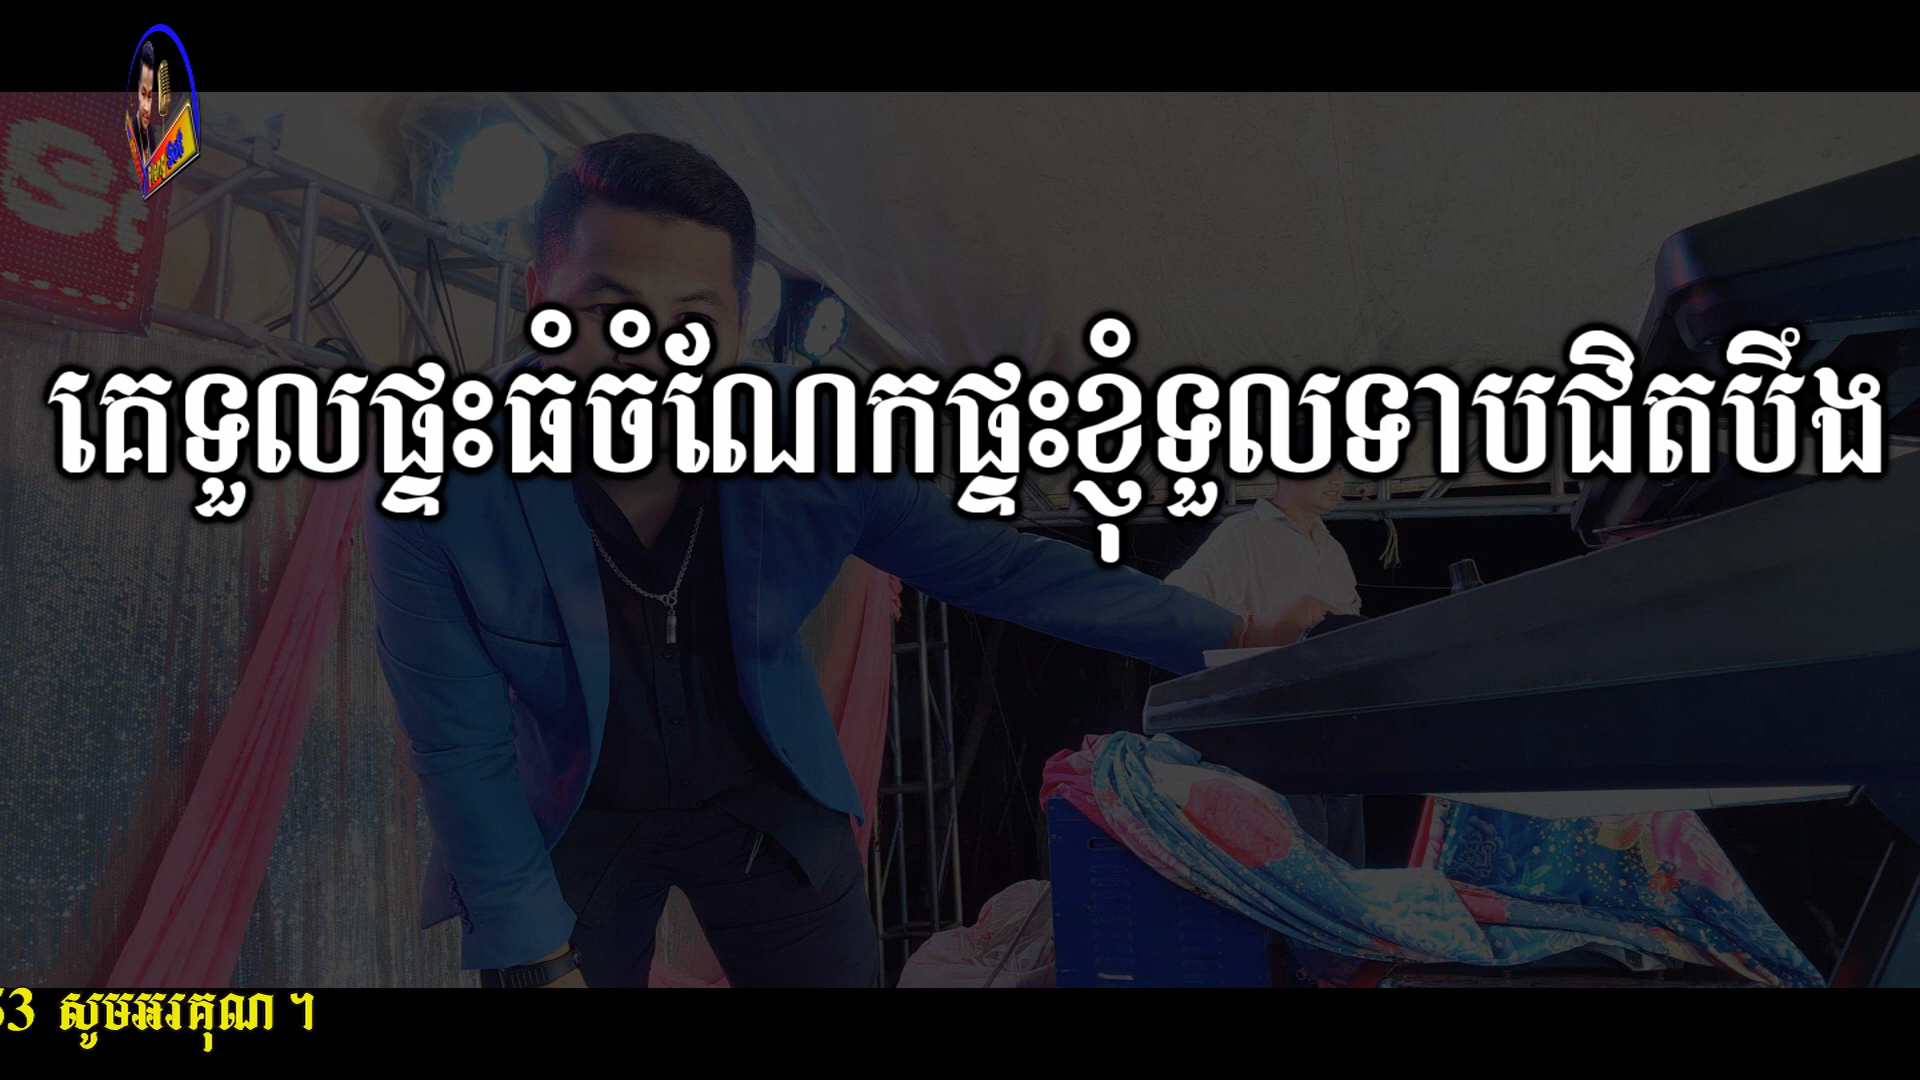 គេទួលផ្ទះធំចំណែកផ្ទះខ្ញុំទួលទាបជិតបឹង
53 សូមអរគុណ ។